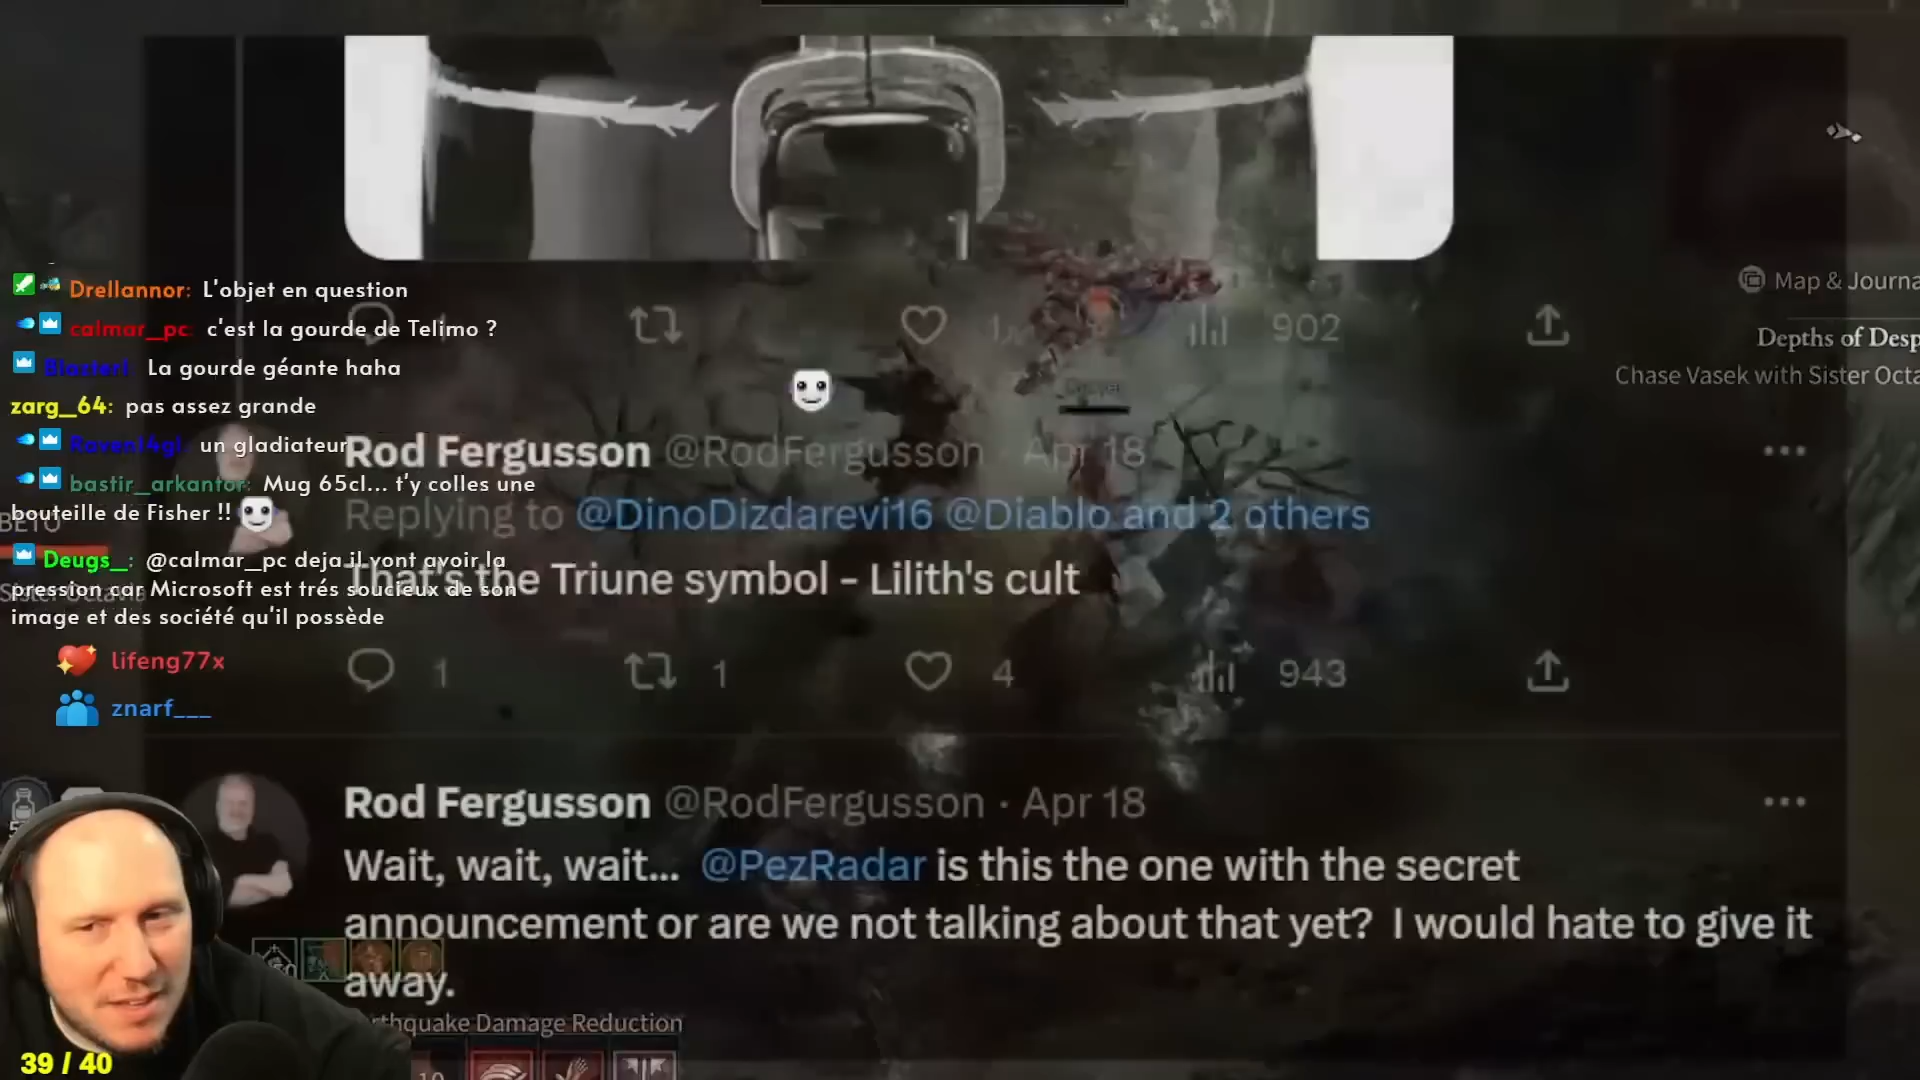 Drellannor: L'objet en question
calmar_pc: c'est la gourde de Telimo ?
La gourde géante haha
zarg_64: pas assez grande
Raven14gl: un gladiateur
bastir_arkantor: Mug 65cl... t'y colles une
bouteille de Fisher !!
Deugs_: @calmar_pc deja il vont avoir la
pression car Microsoft est trés soucieux de son
image et des société qu'il possède
lifeng77x
znarf___
902
Map & Journa
Depths of Desp
Chase Vasek with Sister Octa
Rod Fergusson @RodFergusson · Apr 18
Replying to @DinoDizdarevi16 @Diablo and 2 others
That's the Triune symbol - Lilith's cult
1 1 4 943
Rod Fergusson @RodFergusson · Apr 18
Wait, wait, wait... @PezRadar is this the one with the secret
announcement or are we not talking about that yet? I would hate to give it
away.
rthquake Damage Reduction
39 / 40